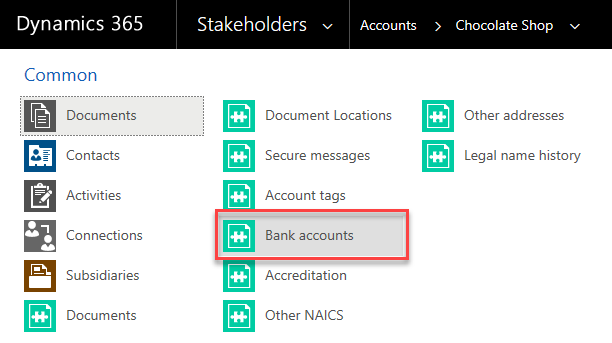 Dynamics 365 Stakeholders Accounts > Chocolate Shop
Common
Documents Document Locations Other addresses
Contacts Secure messages Legal name history
Activities Account tags
Connections Bank accounts
Subsidiaries Accreditation
Documents Other NAICS